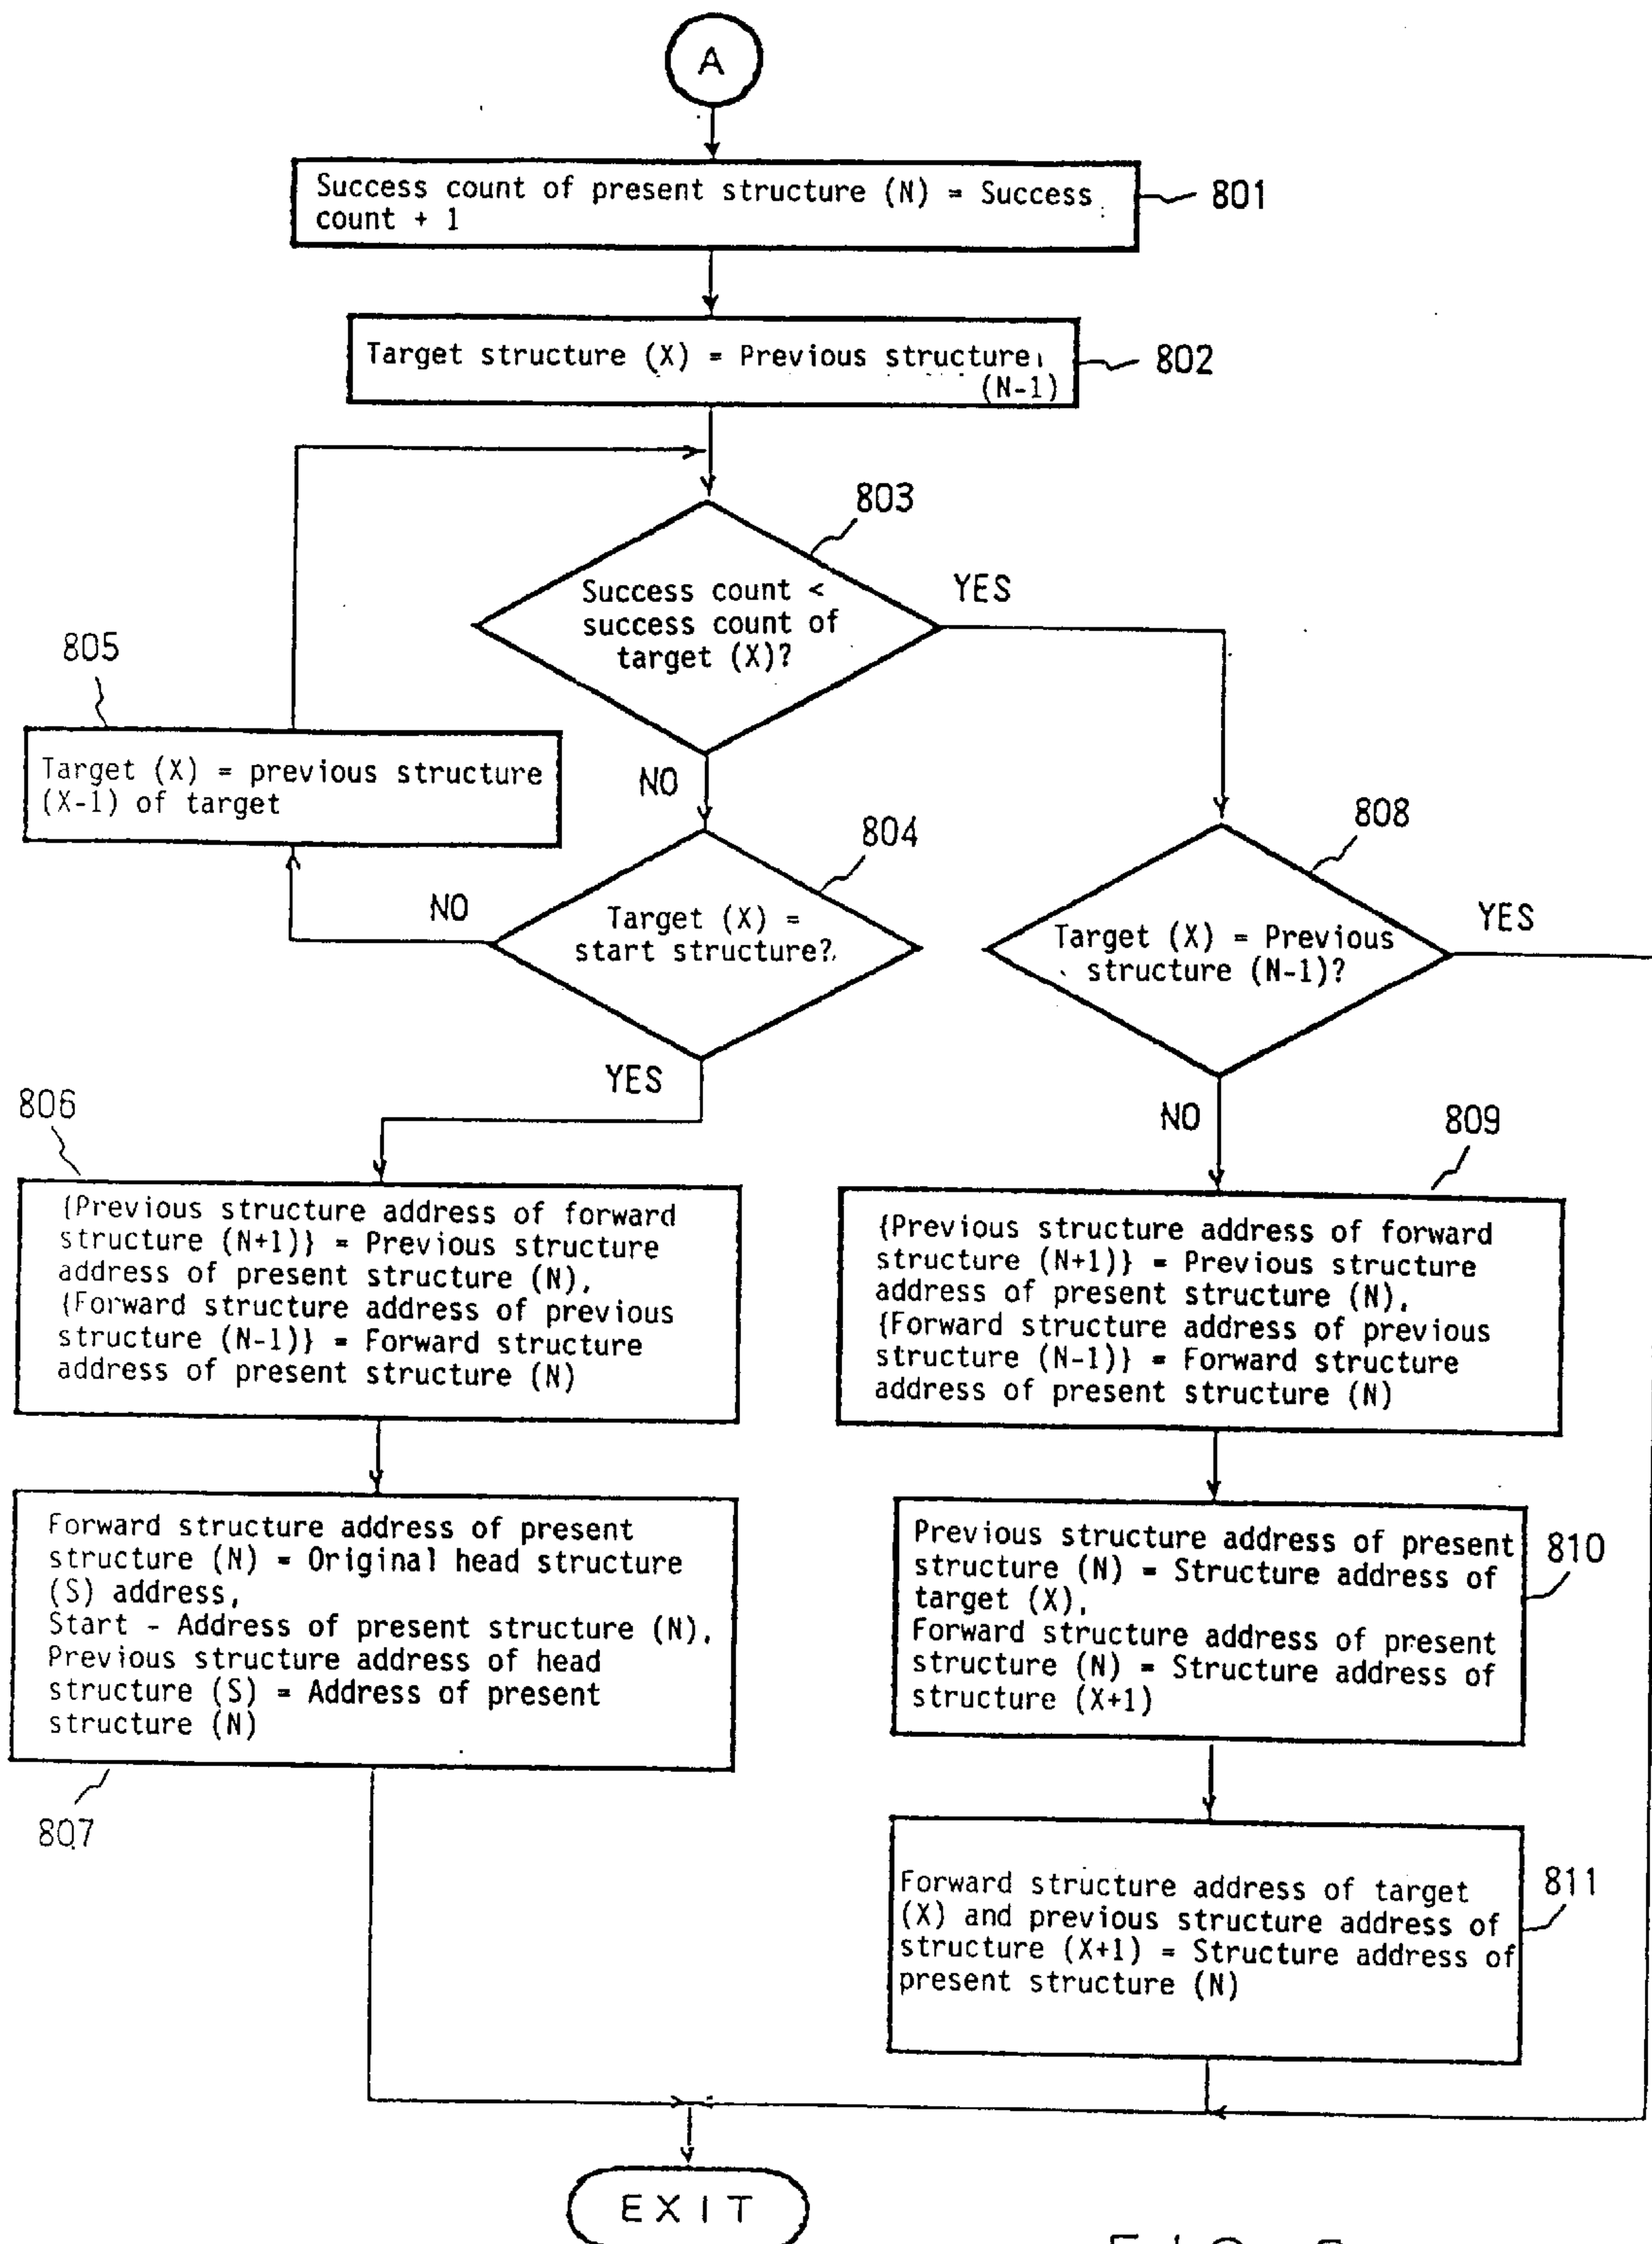 A
Success count of present structure (N) = Success
count + 1
801
Target structure (X) = Previous structure
(N-1)
802
803
Success count <
success count of
target (X)?
YES
805
Target (X) = previous structure
(X-1) of target
NO
804
Target (X) =
start structure?
NO
YES
808
Target (X) = Previous
structure (N-1)?
YES
NO
806
{Previous structure address of forward
structure (N+1)} = Previous structure
address of present structure (N),
{Forward structure address of previous
structure (N-1)} = Forward structure
address of present structure (N)
809
{Previous structure address of forward
structure (N+1)} = Previous structure
address of present structure (N),
{Forward structure address of previous
structure (N-1)} = Forward structure
address of present structure (N)
Forward structure address of present
structure (N) = Original head structure
(S) address,
Start - Address of present structure (N),
Previous structure address of head
structure (S) = Address of present
structure (N)
807
Previous structure address of present
structure (N) = Structure address of
target (X),
Forward structure address of present
structure (N) = Structure address of
structure (X+1)
810
Forward structure address of target
(X) and previous structure address of
structure (X+1) = Structure address of
present structure (N)
811
EXIT